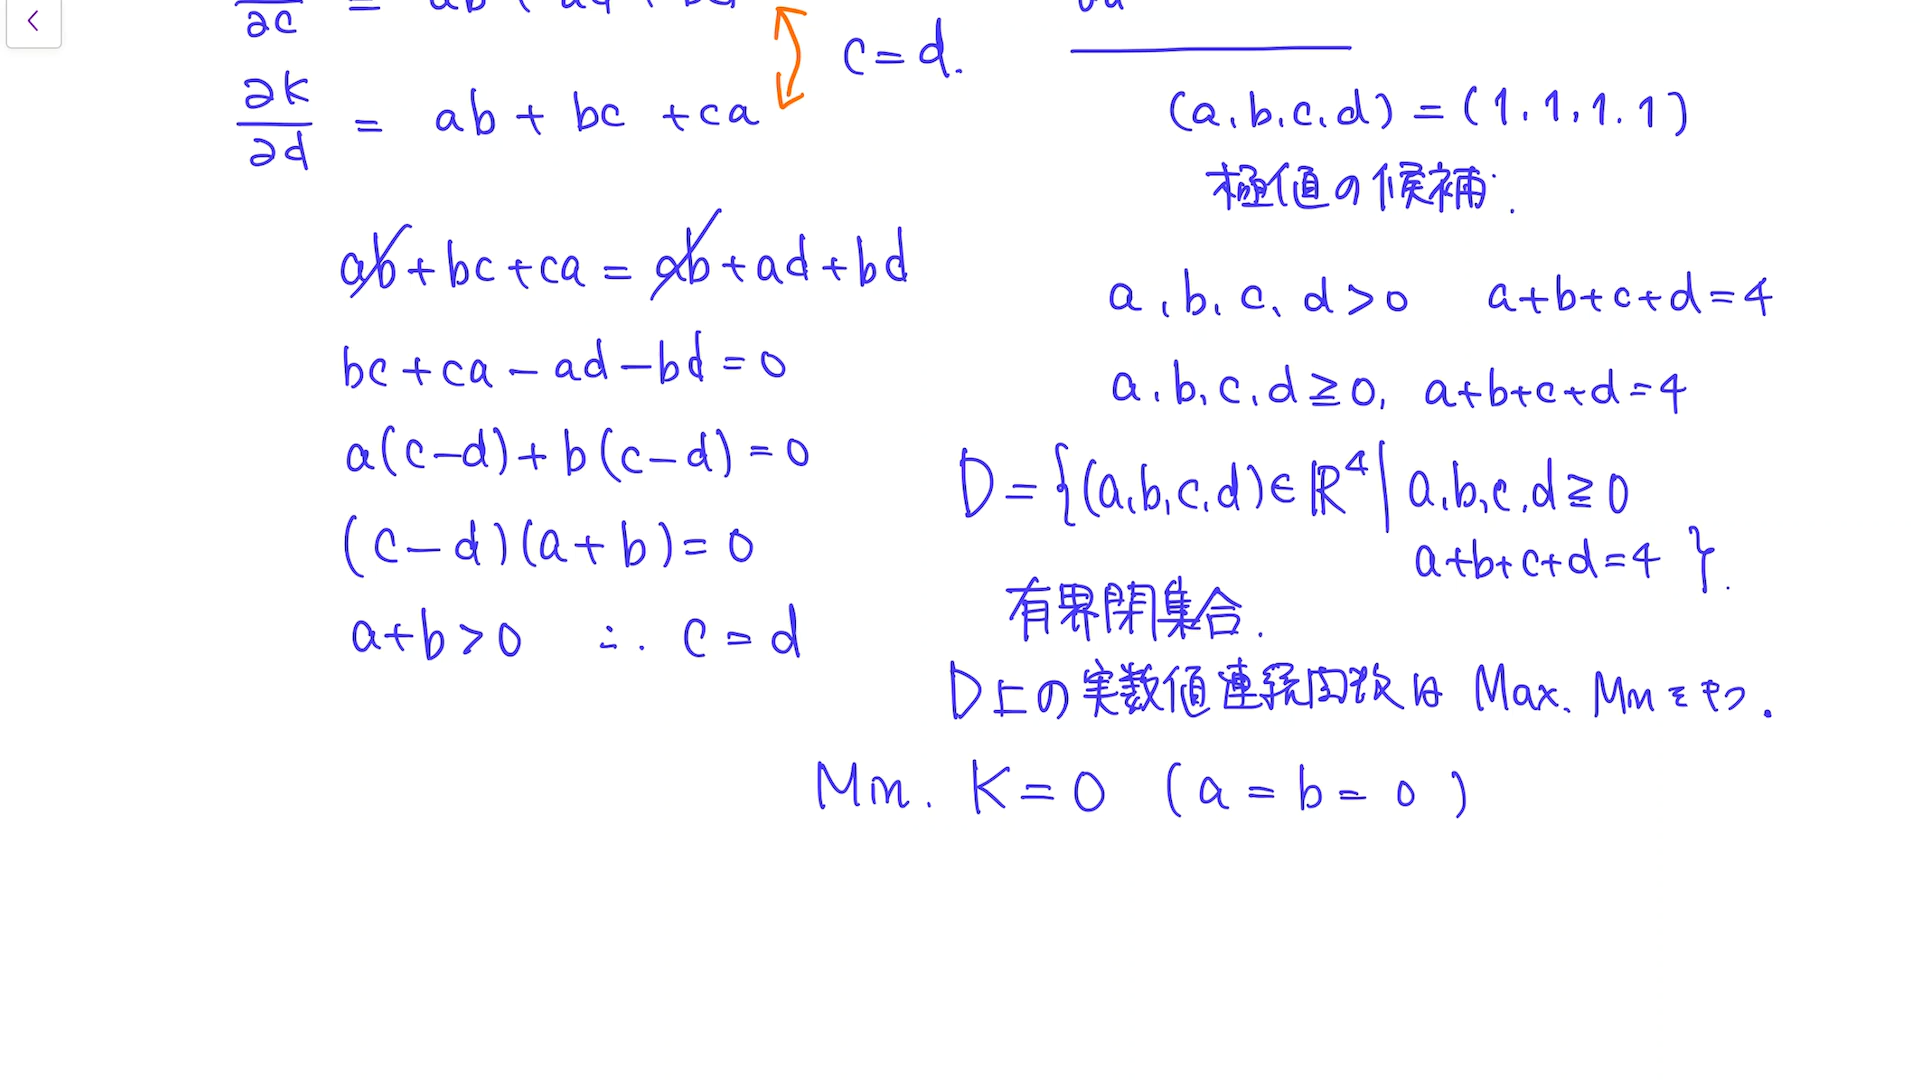 ∂c
c = d.
∂K/∂d = ab + bc + ca
ab + bc + ca = ab + ad + bd
bc + ca − ad − bd = 0
a(c−d) + b(c−d) = 0
(c−d)(a+b) = 0
a+b > 0 ∴ c = d
(a,b,c,d) = (1,1,1,1)
極値の候補.
a, b, c, d > 0 a+b+c+d = 4
a, b, c, d ≧ 0, a+b+c+d = 4
D = {(a,b,c,d) ∈ ℝ⁴ | a,b,c,d ≧ 0
a+b+c+d = 4 }.
有界閉集合.
D上の実数値連続関数は Max. Min をもつ.
Min. K = 0 (a = b = 0)